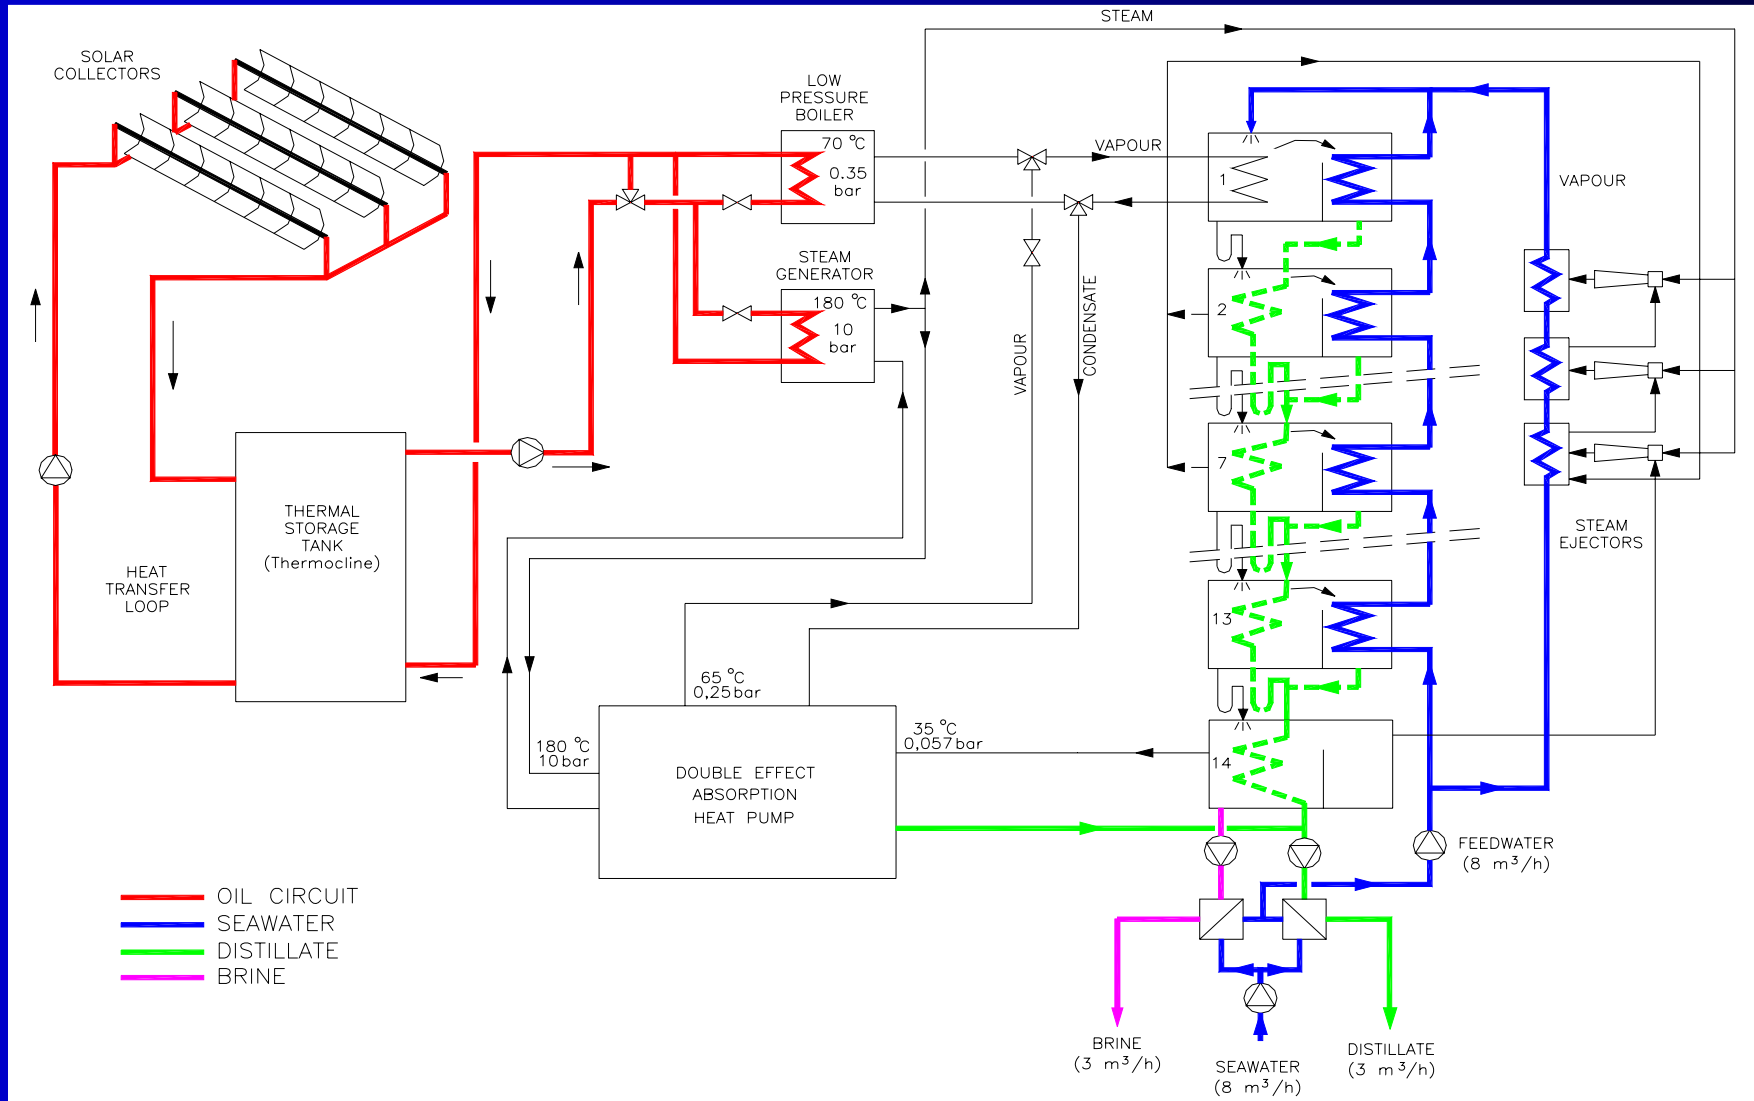 STEAM
SOLAR
COLLECTORS
LOW
PRESSURE
BOILER
70 °C
0.35
bar
VAPOUR
1
VAPOUR
STEAM
GENERATOR
180 °C
10
bar
2
VAPOUR
CONDENSATE
7
THERMAL
STORAGE
TANK
(Thermocline)
HEAT
TRANSFER
LOOP
STEAM
EJECTORS
13
65 °C
0,25 bar
180 °C
10 bar
35 °C
0,057 bar
14
DOUBLE EFFECT
ABSORPTION
HEAT PUMP
FEEDWATER
(8 m³/h)
OIL CIRCUIT
SEAWATER
DISTILLATE
BRINE
BRINE
(3 m³/h)
SEAWATER
(8 m³/h)
DISTILLATE
(3 m³/h)